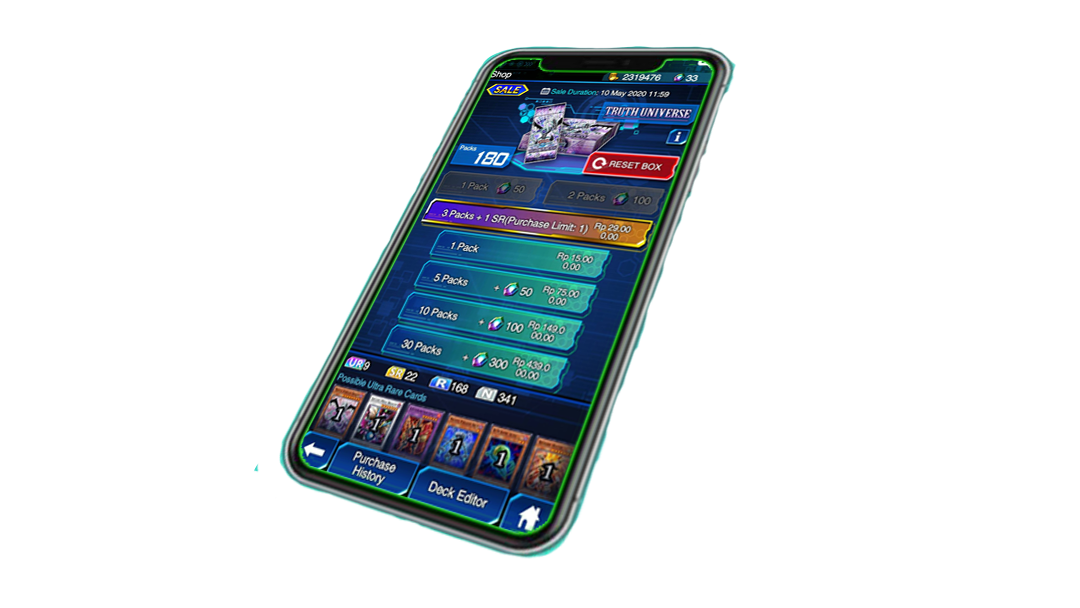 Shop
2319476
33
SALE
Sale Duration: 10 May 2020 11:59
TRUTH UNIVERSE
i
Packs
180
RESET BOX
1 Pack 50
2 Packs 100
3 Packs + 1 SR(Purchase Limit: 1) Rp 29.00
0,00
1 Pack Rp 15.00
0,00
5 Packs + 50 Rp 75.00
0,00
10 Packs + 100 Rp 149.0
00,00
30 Packs + 300 Rp 439.0
00,00
UR 9 SR 22 R 168 N 341
Possible Ultra Rare Cards
1 1 1 1 1 1
Purchase
History
Deck Editor